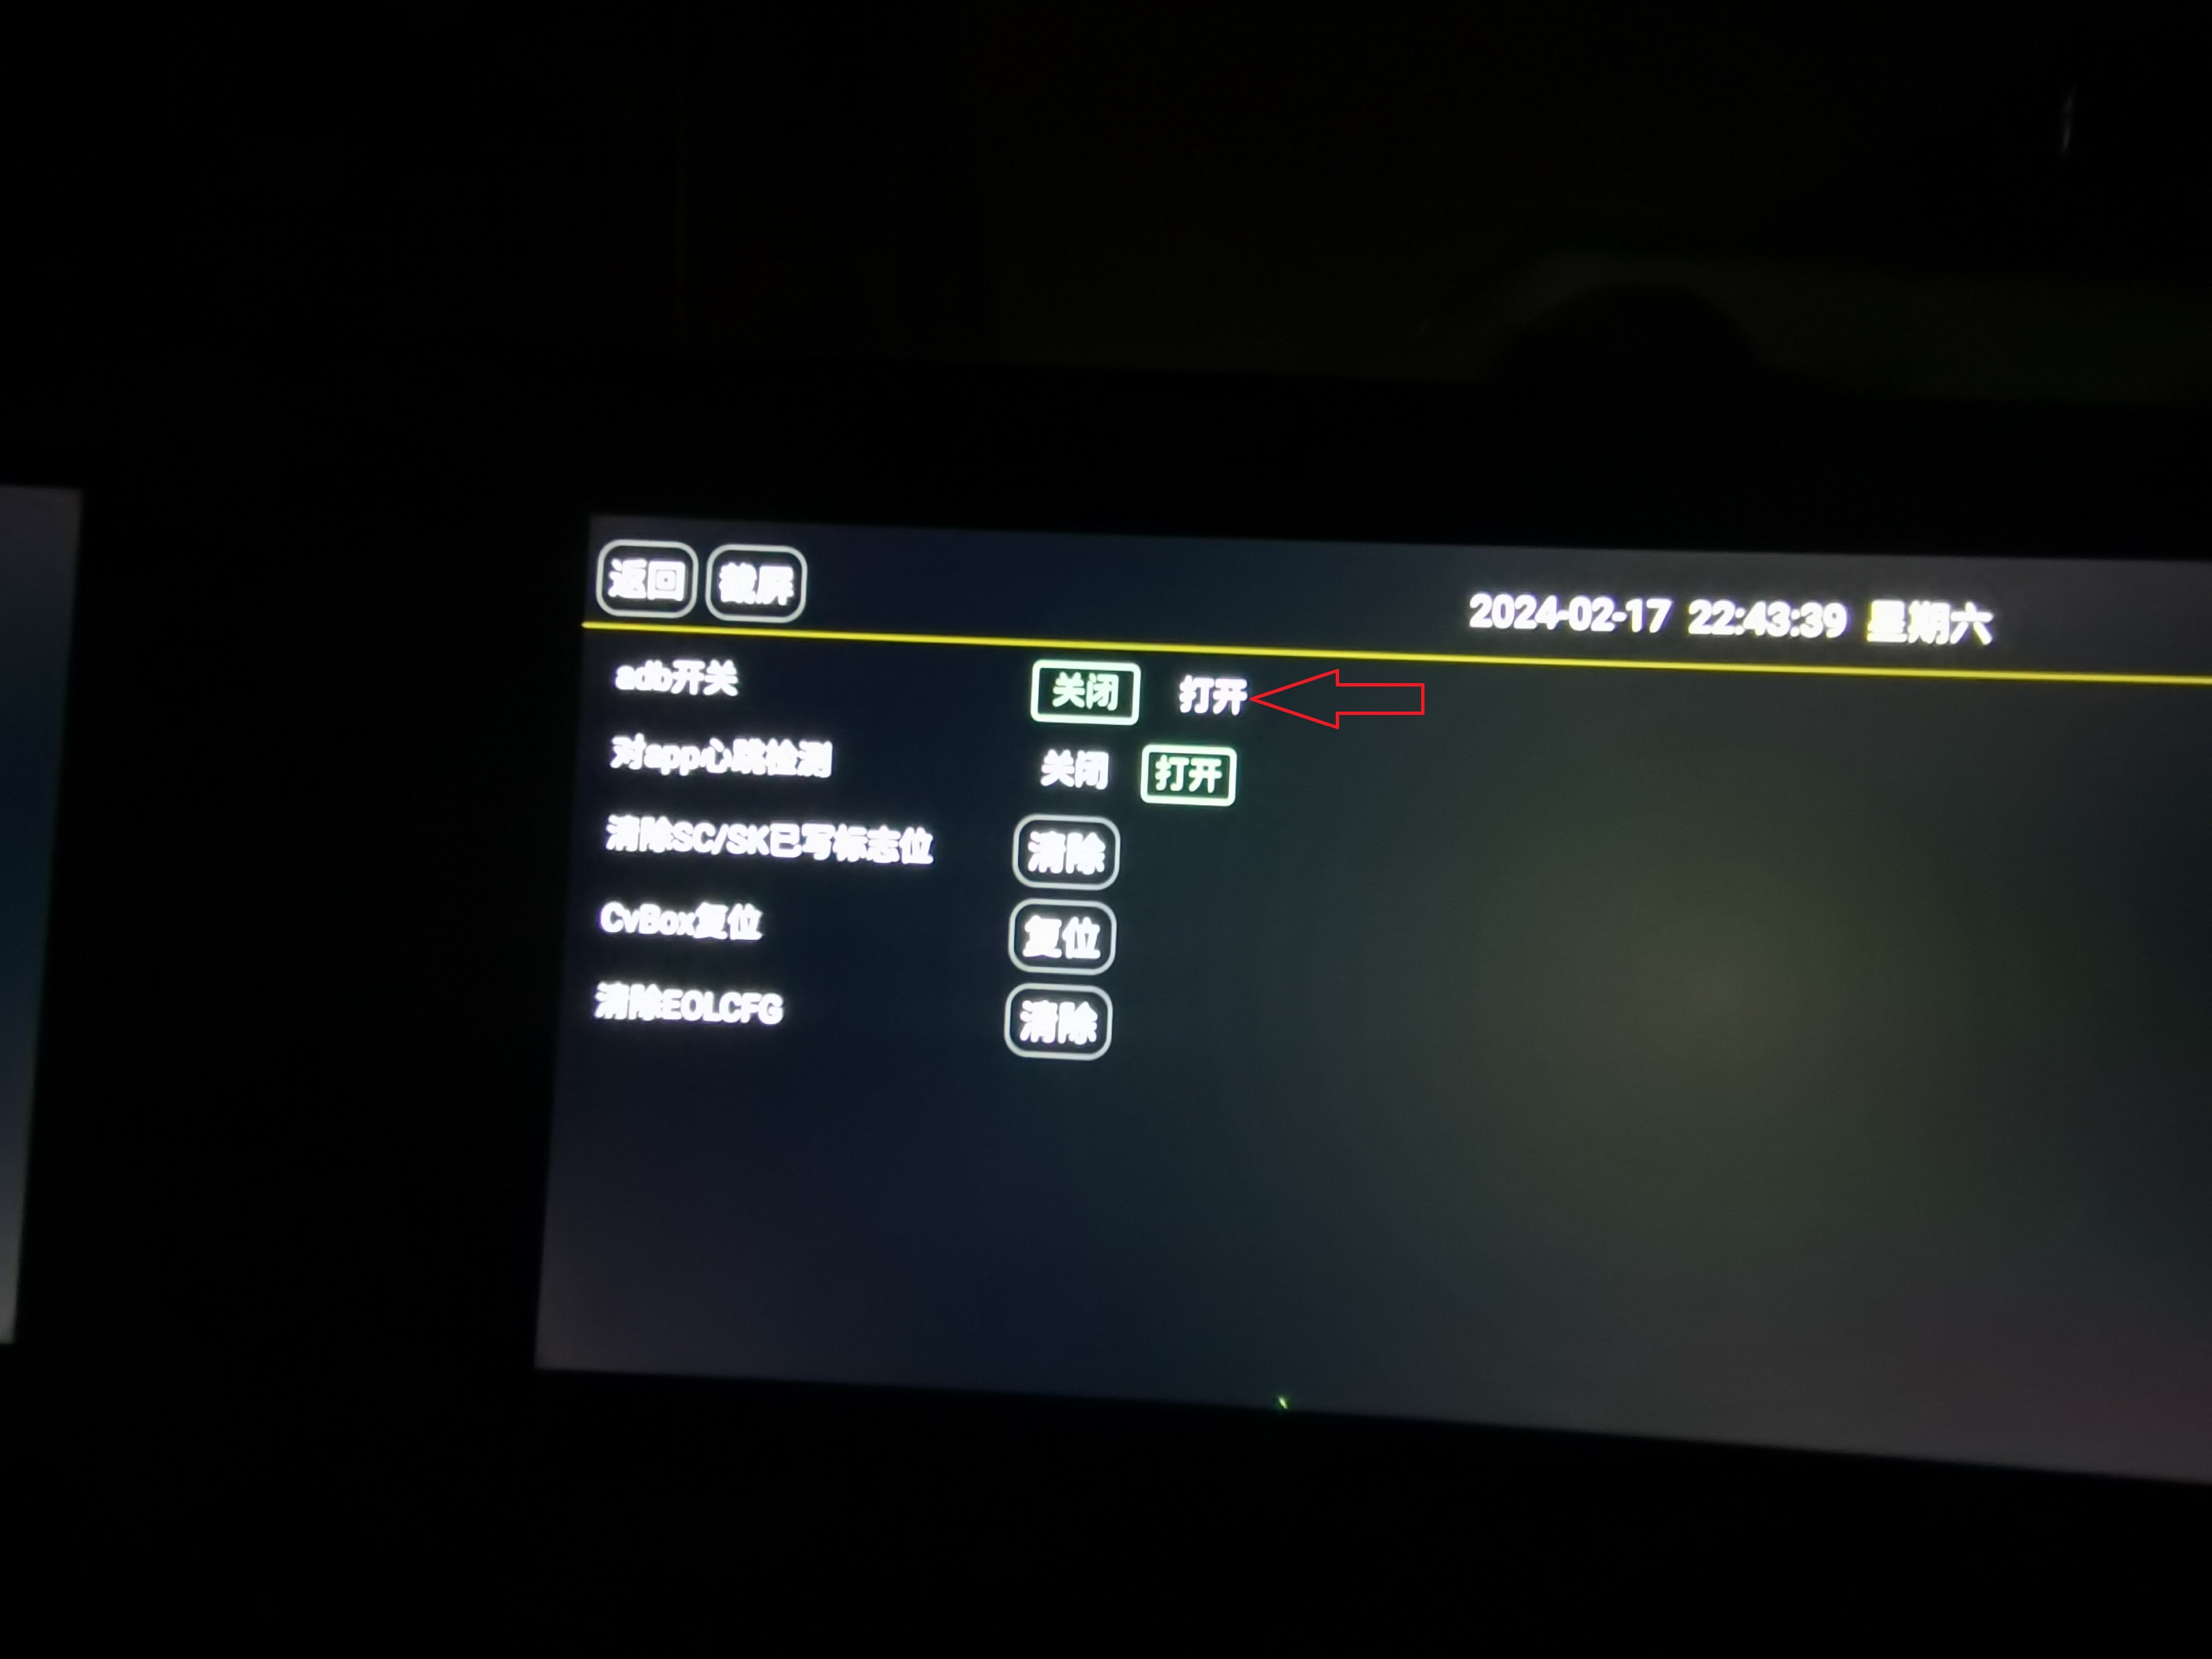 返回 截屏
2024-02-17 22:43:39 星期六
adb开关 关闭 打开
对app心跳检测 关闭 打开
清除SC/SK已写标志位 清除
CvBox复位 复位
清除EOLCFG 清除